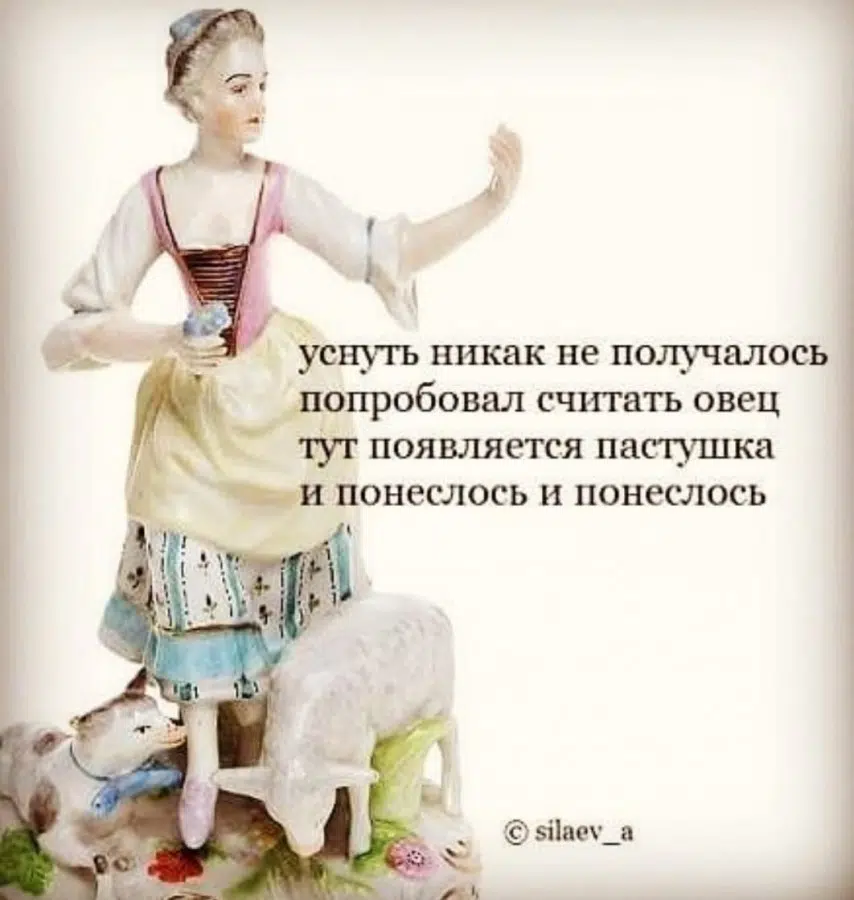 уснуть никак не получалось
попробовал считать овец
тут появляется пастушка
и понеслось и понеслось
© silaev_a